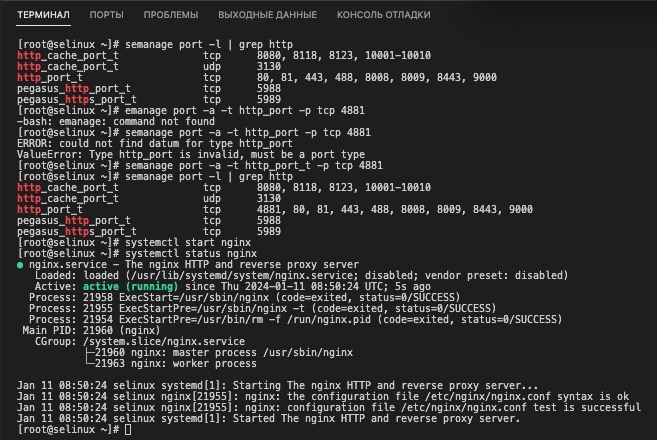 ТЕРМИНАЛ ПОРТЫ ПРОБЛЕМЫ ВЫХОДНЫЕ ДАННЫЕ КОНСОЛЬ ОТЛАДКИ
[root@selinux ~]# semanage port -l | grep http
http_cache_port_t tcp 8080, 8118, 8123, 10001-10010
http_cache_port_t udp 3130
http_port_t tcp 80, 81, 443, 488, 8008, 8009, 8443, 9000
pegasus_http_port_t tcp 5988
pegasus_https_port_t tcp 5989
[root@selinux ~]# emanage port -a -t http_port_t -p tcp 4881
-bash: emanage: command not found
[root@selinux ~]# semanage port -a -t http_port -p tcp 4881
ERROR: could not find datum for type http_port
ValueError: Type http_port is invalid, must be a port type
[root@selinux ~]# semanage port -a -t http_port_t -p tcp 4881
[root@selinux ~]# semanage port -l | grep http
http_cache_port_t tcp 8080, 8118, 8123, 10001-10010
http_cache_port_t udp 3130
http_port_t tcp 4881, 80, 81, 443, 488, 8008, 8009, 8443, 9000
pegasus_http_port_t tcp 5988
pegasus_https_port_t tcp 5989
[root@selinux ~]# systemctl start nginx
[root@selinux ~]# systemctl status nginx
● nginx.service - The nginx HTTP and reverse proxy server
Loaded: loaded (/usr/lib/systemd/system/nginx.service; disabled; vendor preset: disabled)
Active: active (running) since Thu 2024-01-11 08:50:24 UTC; 5s ago
Process: 21958 ExecStart=/usr/sbin/nginx (code=exited, status=0/SUCCESS)
Process: 21955 ExecStartPre=/usr/sbin/nginx -t (code=exited, status=0/SUCCESS)
Process: 21954 ExecStartPre=/usr/bin/rm -f /run/nginx.pid (code=exited, status=0/SUCCESS)
Main PID: 21960 (nginx)
CGroup: /system.slice/nginx.service
├─21960 nginx: master process /usr/sbin/nginx
└─21963 nginx: worker process
Jan 11 08:50:24 selinux systemd[1]: Starting The nginx HTTP and reverse proxy server...
Jan 11 08:50:24 selinux nginx[21955]: nginx: the configuration file /etc/nginx/nginx.conf syntax is ok
Jan 11 08:50:24 selinux nginx[21955]: nginx: configuration file /etc/nginx/nginx.conf test is successful
Jan 11 08:50:24 selinux systemd[1]: Started The nginx HTTP and reverse proxy server.
[root@selinux ~]#